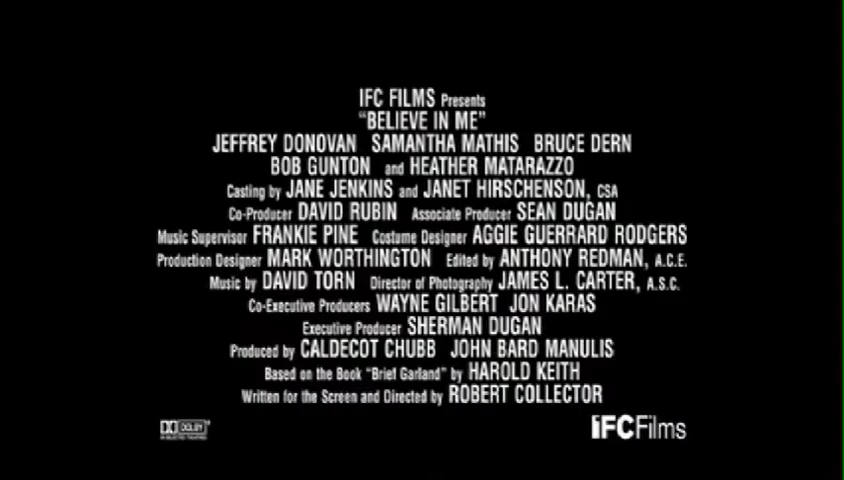 IFC FILMS Presents
"BELIEVE IN ME"
JEFFREY DONOVAN SAMANTHA MATHIS BRUCE DERN
BOB GUNTON and HEATHER MATARAZZO
Casting by JANE JENKINS and JANET HIRSCHENSON, CSA
Co-Producer DAVID RUBIN Associate Producer SEAN DUGAN
Music Supervisor FRANKIE PINE Costume Designer AGGIE GUERRARD RODGERS
Production Designer MARK WORTHINGTON Edited by ANTHONY REDMAN, A.C.E.
Music by DAVID TORN Director of Photography JAMES L. CARTER, A.S.C.
Co-Executive Producers WAYNE GILBERT JON KARAS
Executive Producer SHERMAN DUGAN
Produced by CALDECOT CHUBB JOHN BARD MANULIS
Based on the Book "Brief Garland" by HAROLD KEITH
Written for the Screen and Directed by ROBERT COLLECTOR
DOLBY IFCFilms
IN SELECTED THEATRES